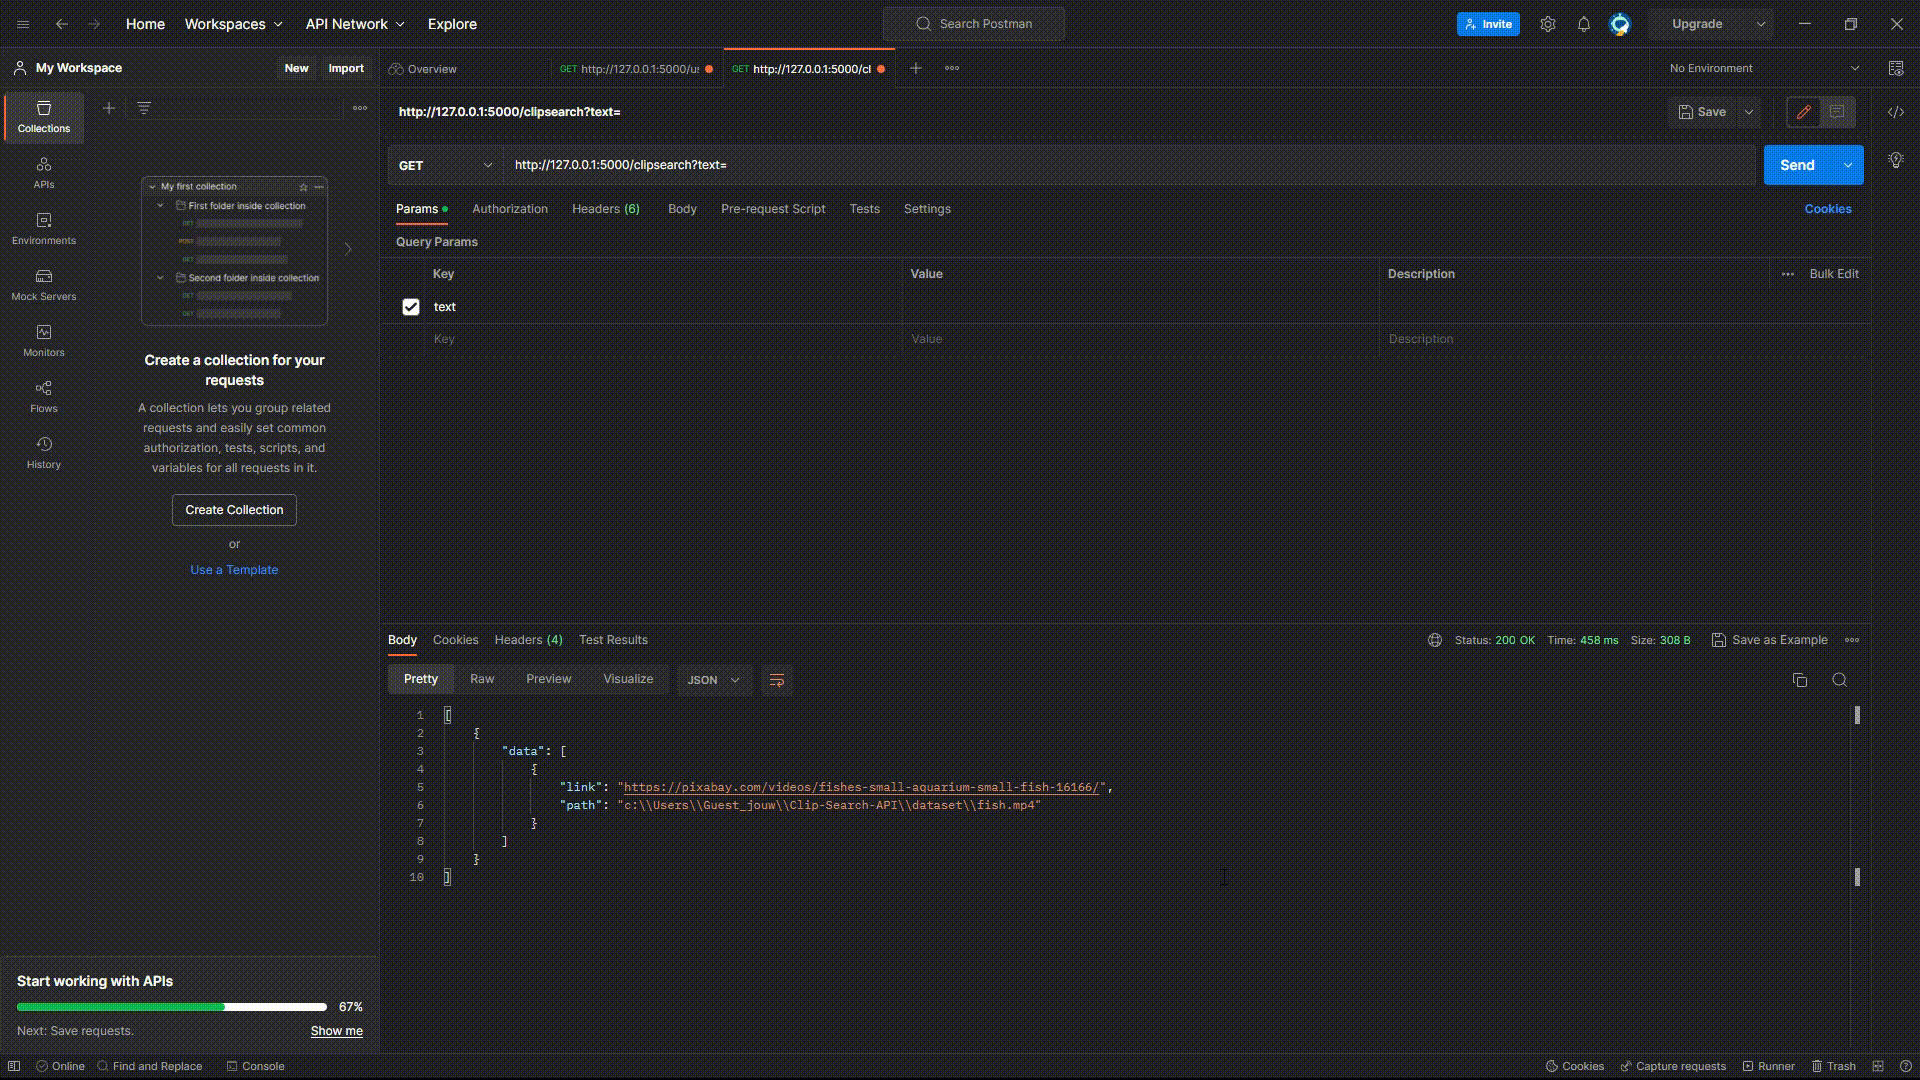 Home Workspaces API Network Explore Search Postman Invite Upgrade
My Workspace New Import Overview GET http://127.0.0.1:5000/u GET http://127.0.0.1:5000/cl No Environment
Collections
APIs
Environments
Mock Servers
Monitors
Flows
History
My first collection
First folder inside collection
GET
POST
GET
Second folder inside collection
GET
GET
Create a collection for your
requests
A collection lets you group related
requests and easily set common
authorization, tests, scripts, and
variables for all requests in it.
Create Collection
or
Use a Template
Start working with APIs
67%
Next: Save requests. Show me
http://127.0.0.1:5000/clipsearch?text= Save
GET http://127.0.0.1:5000/clipsearch?text= Send
Params Authorization Headers (6) Body Pre-request Script Tests Settings Cookies
Query Params
Key Value Description Bulk Edit
text
Key Value Description
Body Cookies Headers (4) Test Results Status: 200 OK Time: 458 ms Size: 308 B Save as Example
Pretty Raw Preview Visualize JSON
1 [
2 {
3 "data": [
4 {
5 "link": "https://pixabay.com/videos/fishes-small-aquarium-small-fish-16166/",
6 "path": "c:\\Users\\Guest_jouw\\Clip-Search-API\\dataset\\fish.mp4"
7 }
8 ]
9 }
10 ]
Online Find and Replace Console Cookies Capture requests Runner Trash